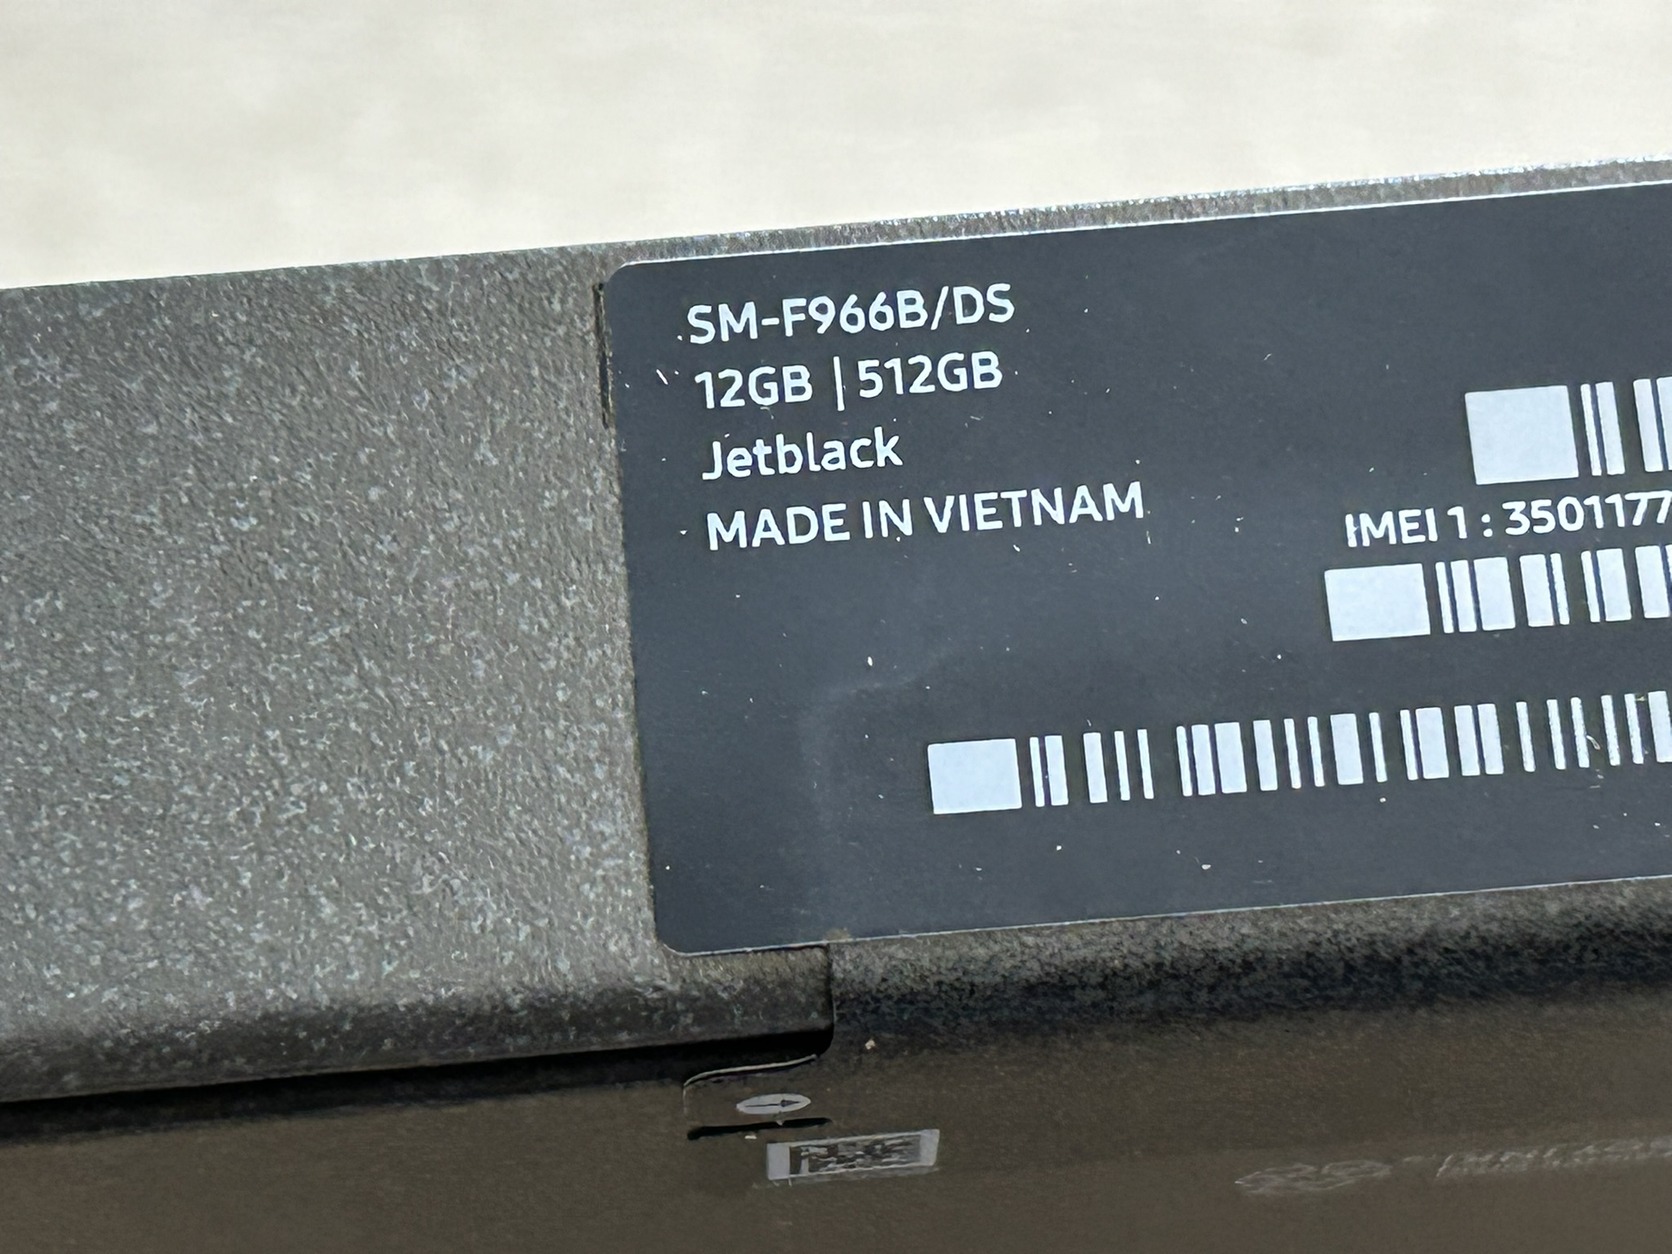 SM-F966B/DS
12GB | 512GB
Jetblack
MADE IN VIETNAM
IMEI 1 : 3501177